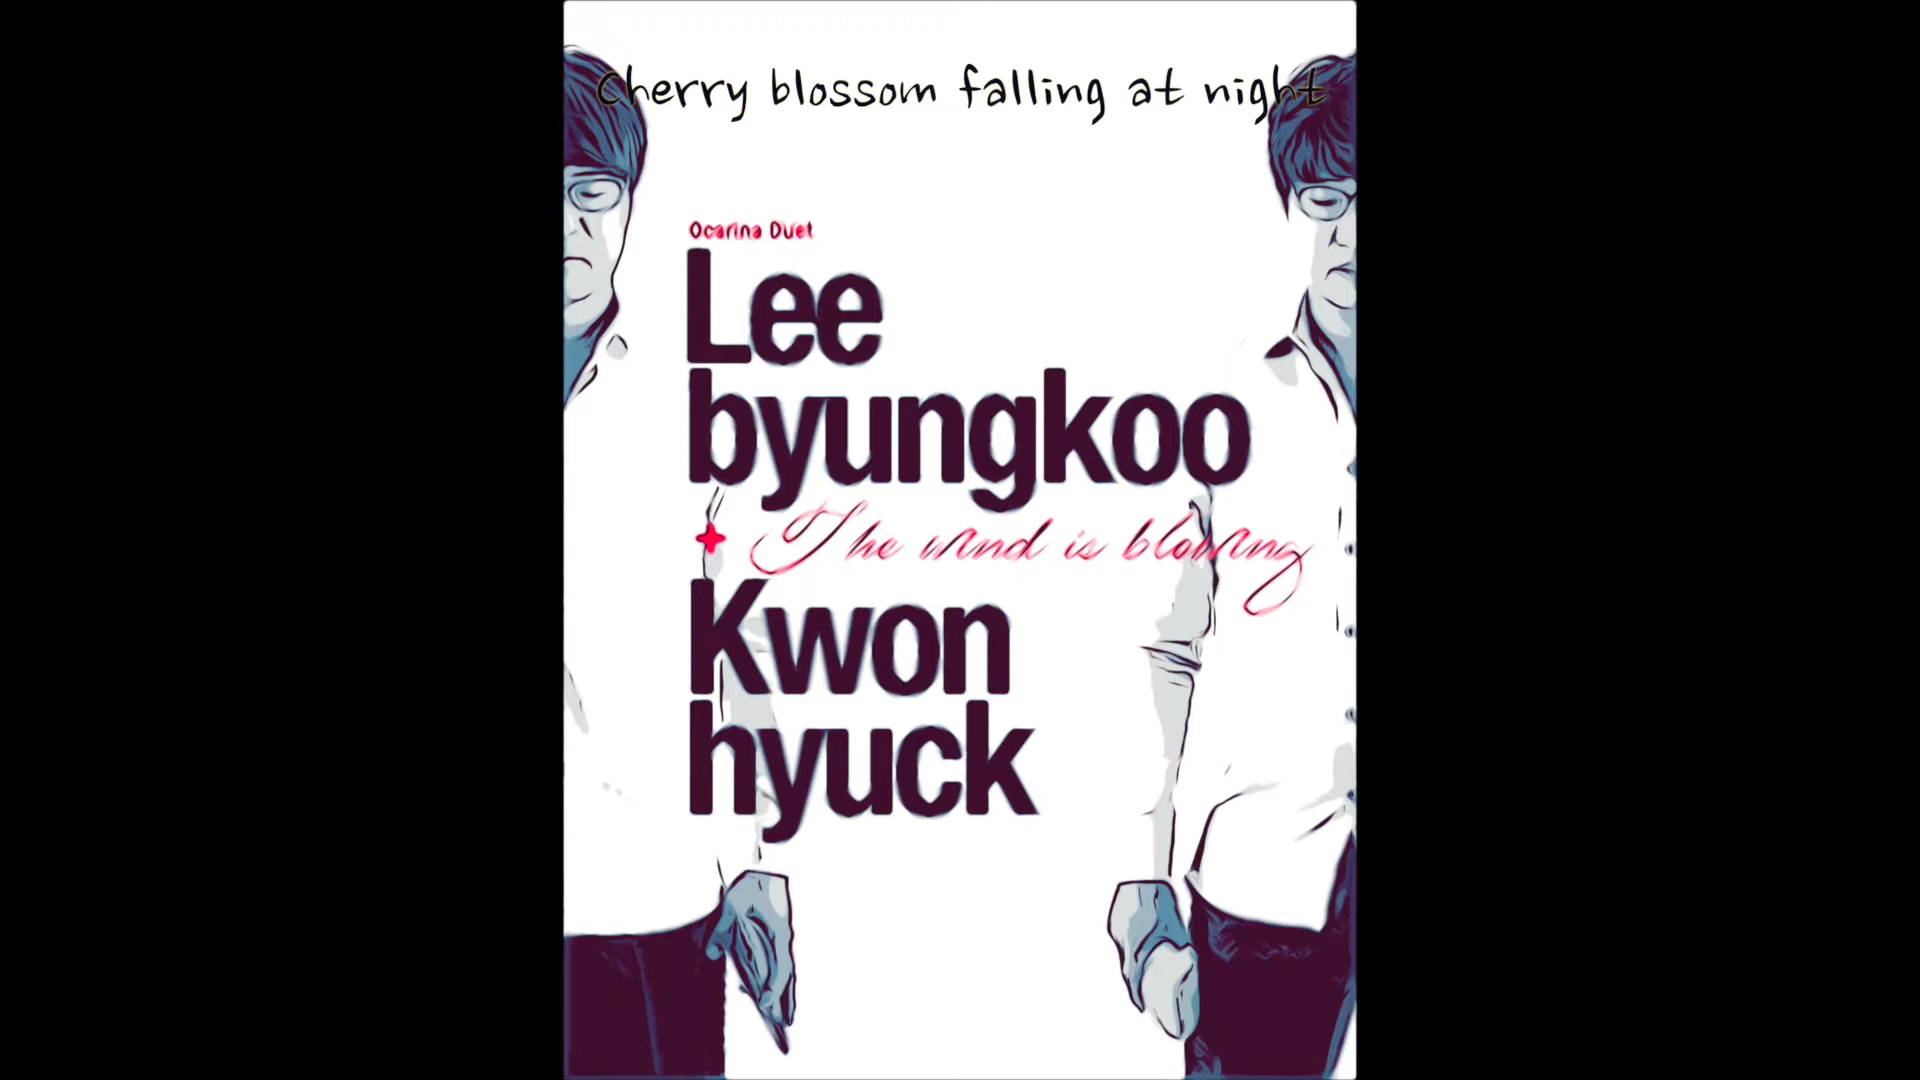 Cherry blossom falling at night
Ocarina Duet
Lee
byungkoo
The wind is blowing
Kwon
hyuck